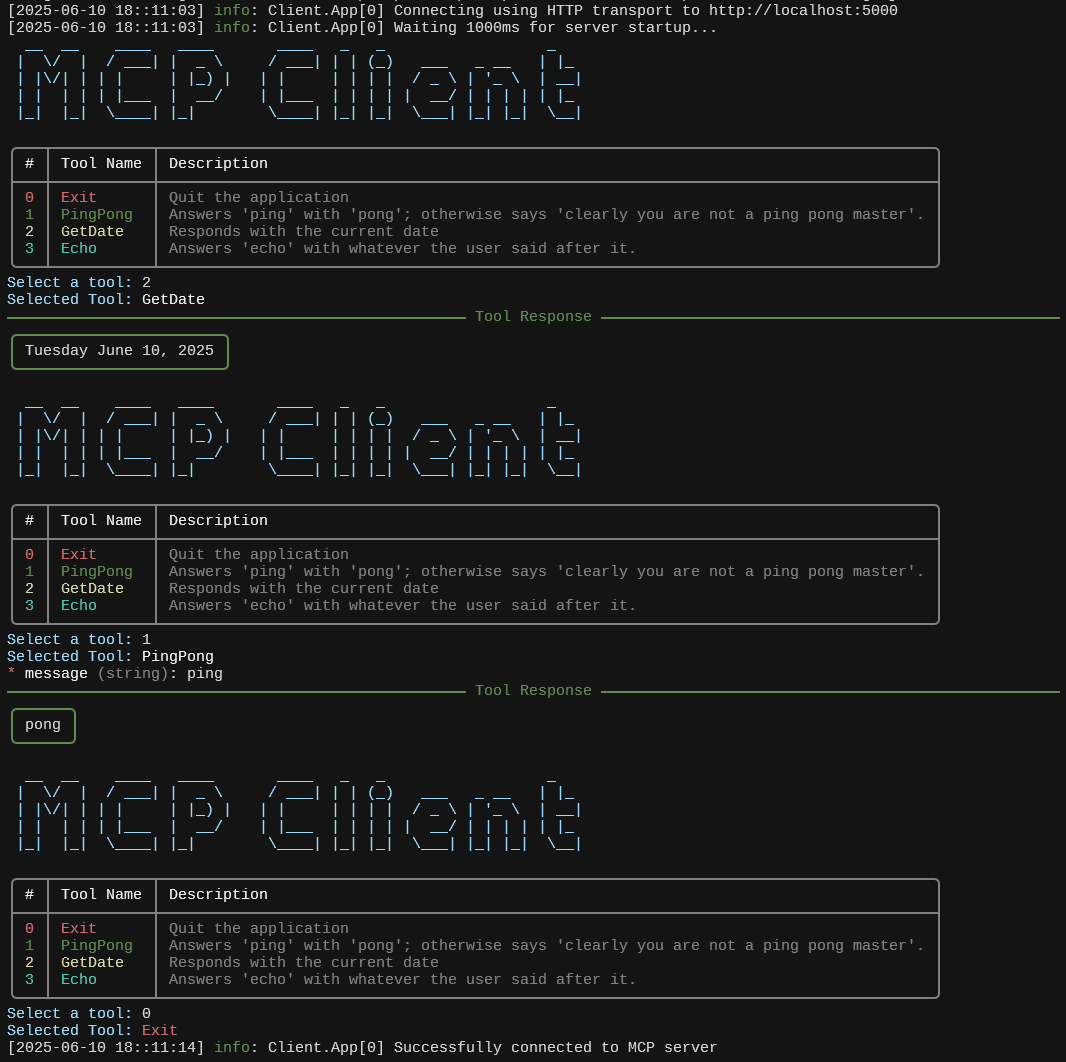 [2025-06-10 18::11:03] info: Client.App[0] Connecting using HTTP transport to http://localhost:5000
[2025-06-10 18::11:03] info: Client.App[0] Waiting 1000ms for server startup...
MCP Client
# Tool Name Description
0 Exit Quit the application
1 PingPong Answers 'ping' with 'pong'; otherwise says 'clearly you are not a ping pong master'.
2 GetDate Responds with the current date
3 Echo Answers 'echo' with whatever the user said after it.
Select a tool: 2
Selected Tool: GetDate
Tool Response
Tuesday June 10, 2025
MCP Client
# Tool Name Description
0 Exit Quit the application
1 PingPong Answers 'ping' with 'pong'; otherwise says 'clearly you are not a ping pong master'.
2 GetDate Responds with the current date
3 Echo Answers 'echo' with whatever the user said after it.
Select a tool: 1
Selected Tool: PingPong
* message (string): ping
Tool Response
pong
MCP Client
# Tool Name Description
0 Exit Quit the application
1 PingPong Answers 'ping' with 'pong'; otherwise says 'clearly you are not a ping pong master'.
2 GetDate Responds with the current date
3 Echo Answers 'echo' with whatever the user said after it.
Select a tool: 0
Selected Tool: Exit
[2025-06-10 18::11:14] info: Client.App[0] Successfully connected to MCP server